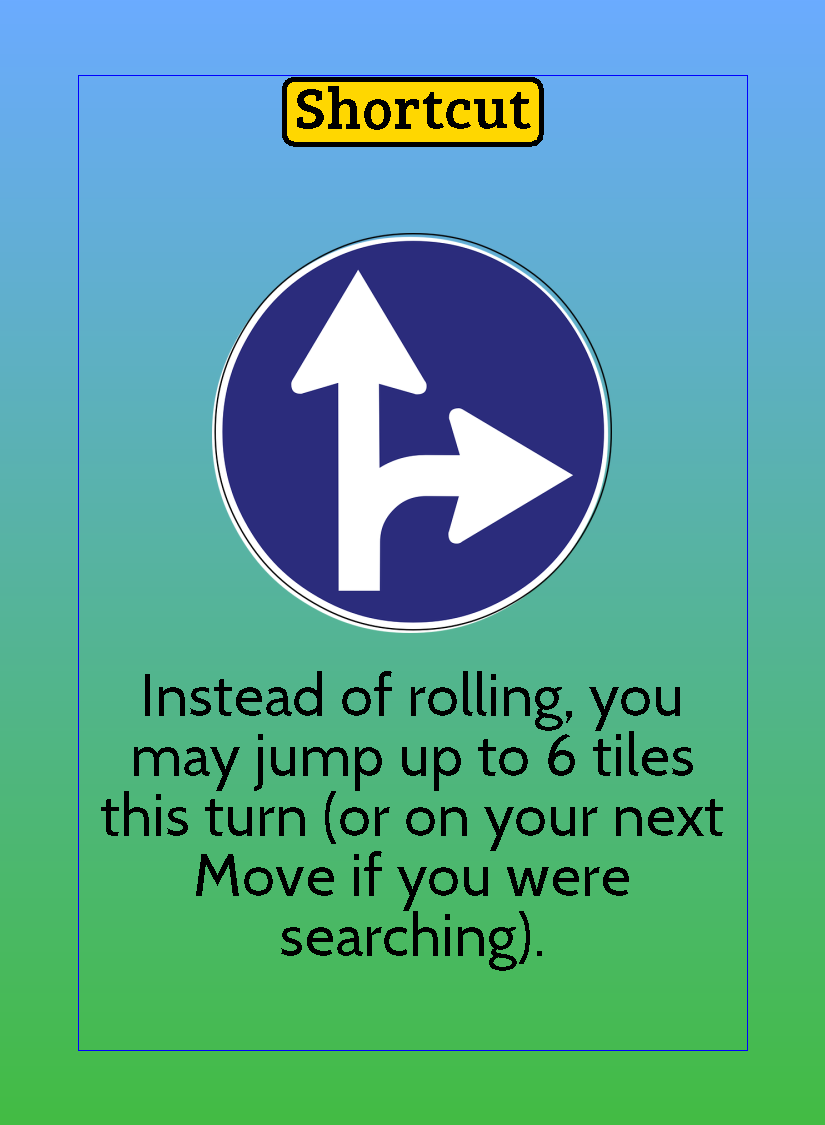 Shortcut
Instead of rolling, you
may jump up to 6 tiles
this turn (or on your next
Move if you were
searching).